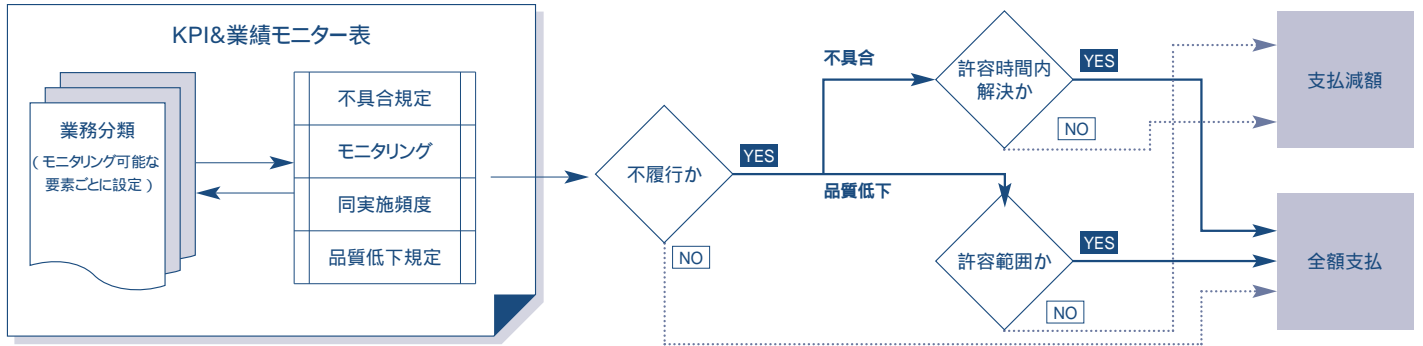 KPI&業績モニター表
業務分類
（モニタリング可能な
要素ごとに設定）
不具合規定
モニタリング
同実施頻度
品質低下規定
不履行か
YES
NO
不具合
品質低下
許容時間内
解決か
YES
NO
許容範囲か
YES
NO
支払減額
全額支払